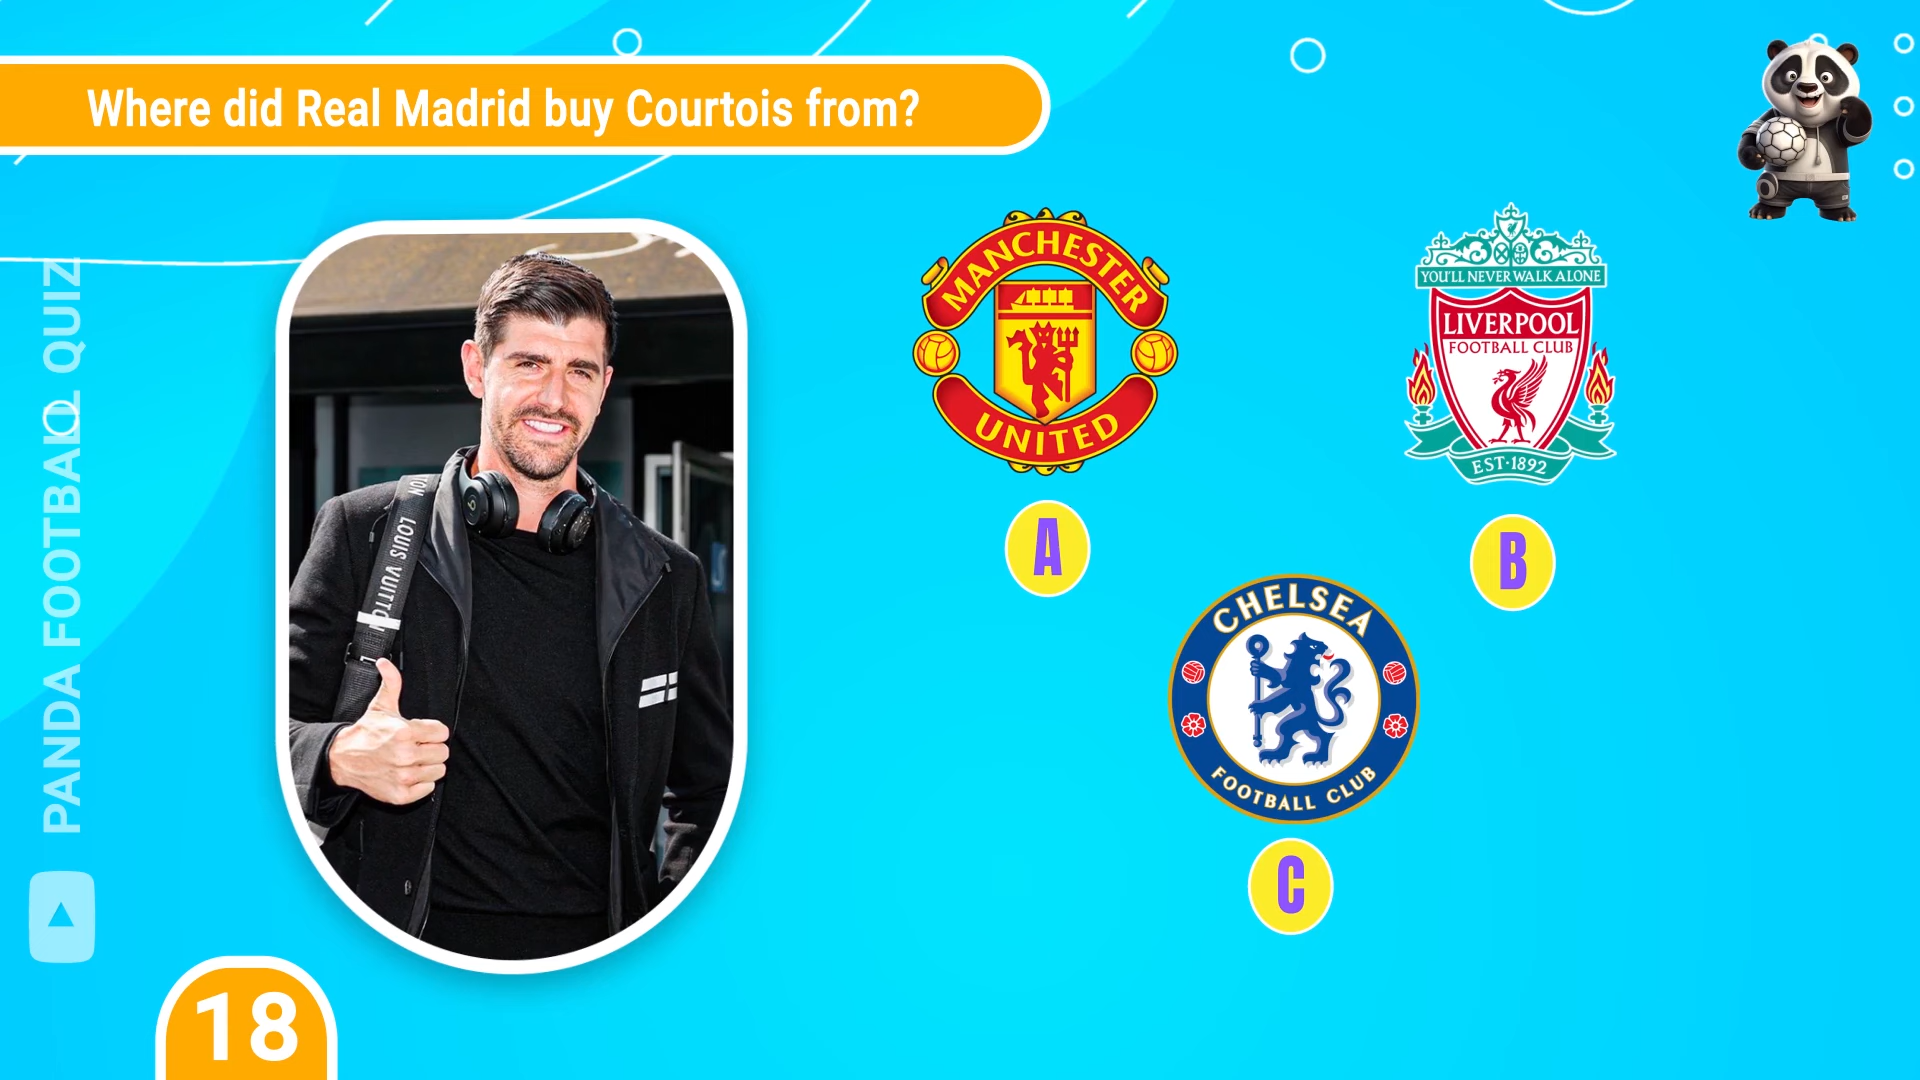 Where did Real Madrid buy Courtois from?
PANDA FOOTBALL QUIZ
LOUIS VUITTON
MANCHESTER
UNITED
A
YOU'LL NEVER WALK ALONE
LIVERPOOL
FOOTBALL CLUB
EST·1892
B
CHELSEA
FOOTBALL CLUB
C
18